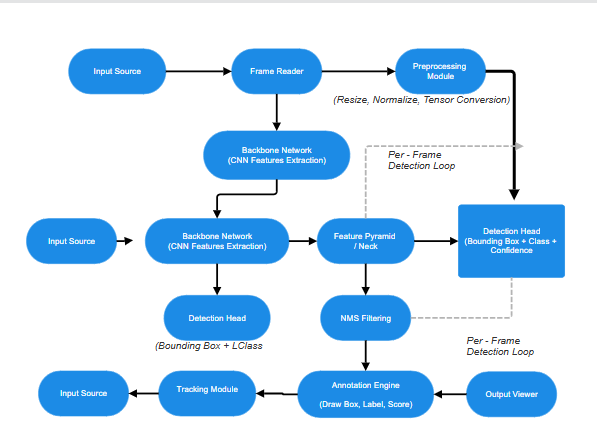 Input Source
Frame Reader
Preprocessing
Module
(Resize, Normalize, Tensor Conversion)
Backbone Network
(CNN Features Extraction)
Per - Frame
Detection Loop
Input Source
Backbone Network
(CNN Features Extraction)
Feature Pyramid
/ Neck
Detection Head
(Bounding Box + Class +
Confidence
Detection Head
(Bounding Box + LClass
NMS Filtering
Per - Frame
Detection Loop
Input Source
Tracking Module
Annotation Engine
(Draw Box, Label, Score)
Output Viewer